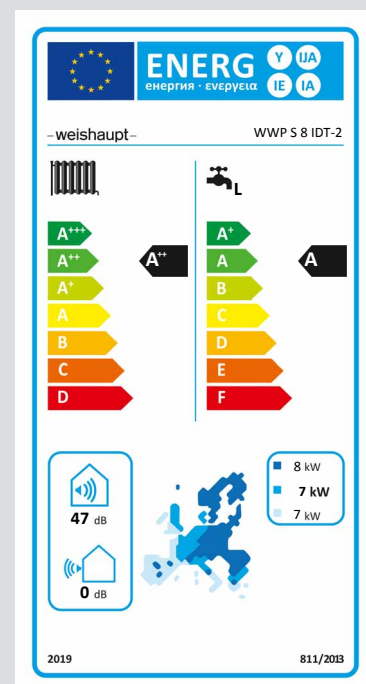 ENERG Y IJA
енергия · ενεργεια IE IA
-weishaupt- WWP S 8 IDT-2
L
A+++ A+
A++ A++ A A
A+ B
A C
B D
C E
D F
47 dB
0 dB
8 kW
7 kW
7 kW
2019 811/2013